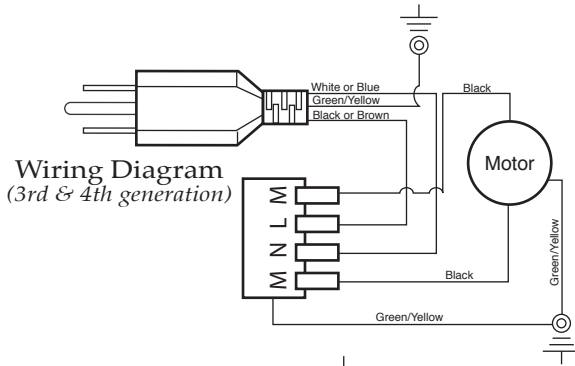 White or Blue
Green/Yellow
Black or Brown
Black
Motor
Wiring Diagram
(3rd & 4th generation)
M
L
N
M
Black
Green/Yellow
Green/Yellow